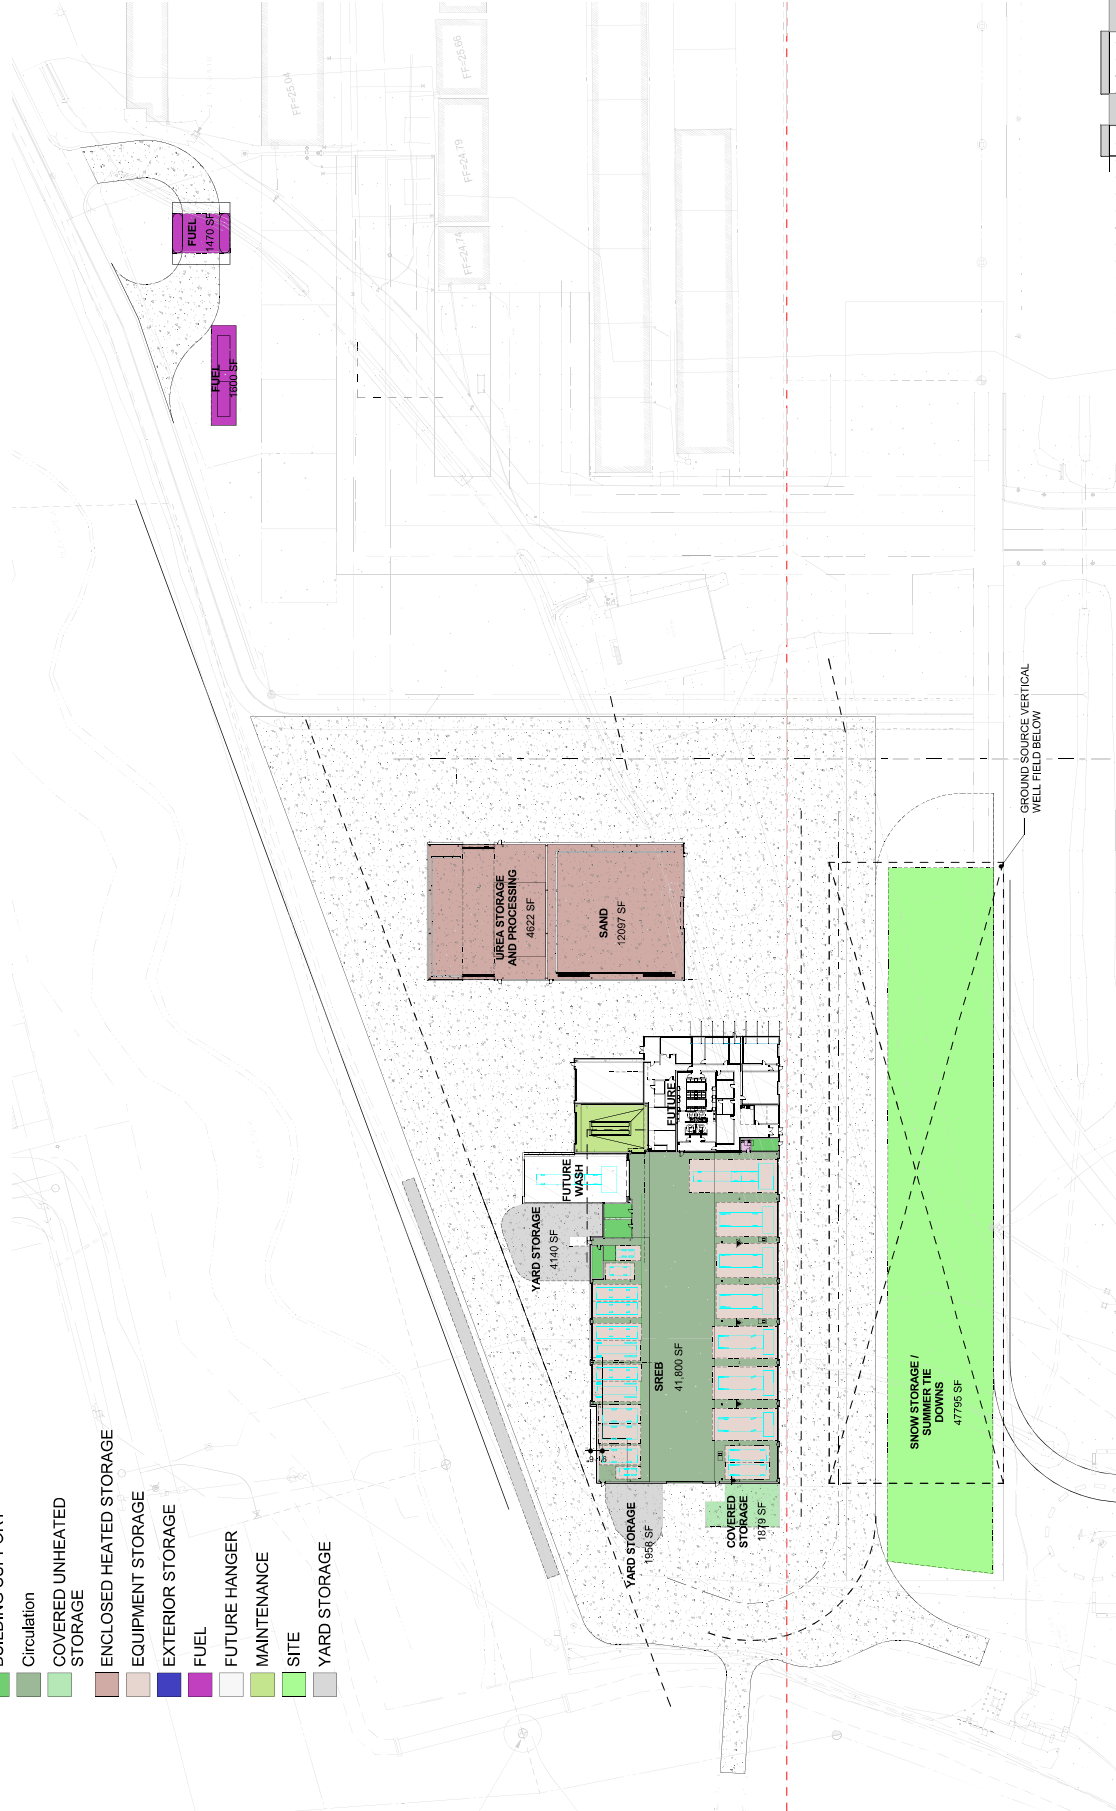 FF=25.04
FF=25.66
FF=24.79
FF=24.74
FUEL
1470 SF
FUEL
1600 SF
GROUND SOURCE VERTICAL
WELL FIELD BELOW
UREA STORAGE
AND PROCESSING
4622 SF
SAND
12097 SF
FUTURE
FUTURE
WASH
YARD STORAGE
4140 SF
SREB
41,800 SF
SNOW STORAGE /
SUMMER TIE
DOWNS
47795 SF
YARD STORAGE
1958 SF
COVERED
STORAGE
1879 SF
BUILDING SUPPORT
Circulation
COVERED UNHEATED
STORAGE
ENCLOSED HEATED STORAGE
EQUIPMENT STORAGE
EXTERIOR STORAGE
FUEL
FUTURE HANGER
MAINTENANCE
SITE
YARD STORAGE